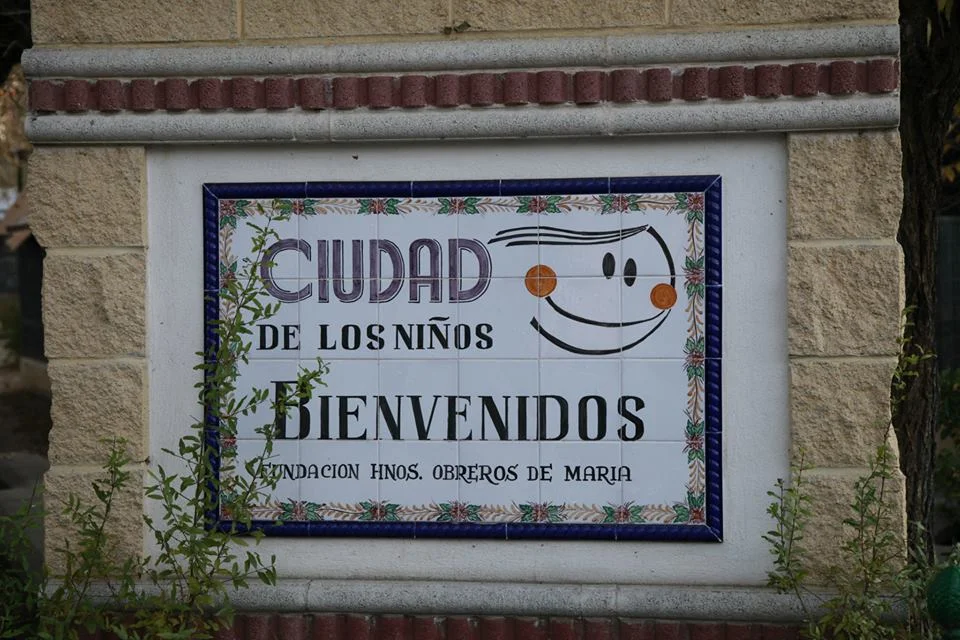 CIUDAD
DE LOS NIÑOS
BIENVENIDOS
FUNDACION HNOS. OBREROS DE MARIA